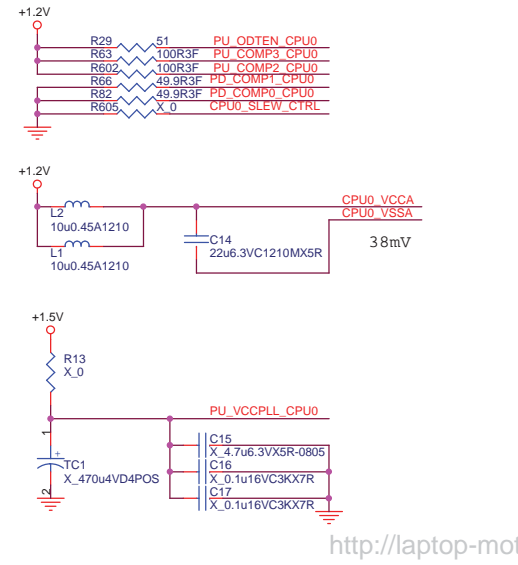 +1.2V
R29 51 PU_ODTEN_CPU0
R63 100R3F PU_COMP3_CPU0
R602 100R3F PU_COMP2_CPU0
R66 49.9R3F PD_COMP1_CPU0
R82 49.9R3F PD_COMP0_CPU0
R605 X_0 CPU0_SLEW_CTRL
+1.2V
CPU0_VCCA
L2 CPU0_VSSA
10u0.45A1210
C14 38mV
L1 22u6.3VC1210MX5R
10u0.45A1210
+1.5V
R13
X_0
PU_VCCPLL_CPU0
1
+ C15
X_4.7u6.3VX5R-0805
TC1 C16
X_470u4VD4POS X_0.1u16VC3KX7R
2 C17
X_0.1u16VC3KX7R
http://laptop-mot